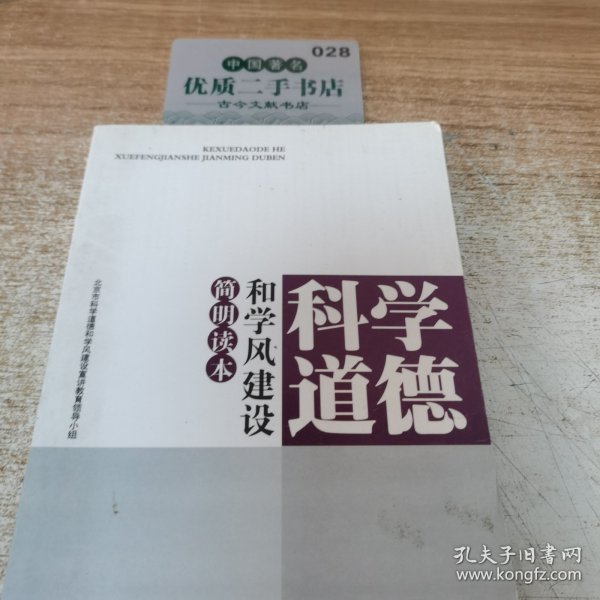 028
中国著名
优质二手书店
古今文献书店
KEXUEDAODE HE
XUEFENGJIANSHE JIANMING DUBEN
科学
道德
和学风建设
简明读本
北京市科学道德和学风建设宣讲教育领导小组
孔夫子旧书网
www.kongfz.com